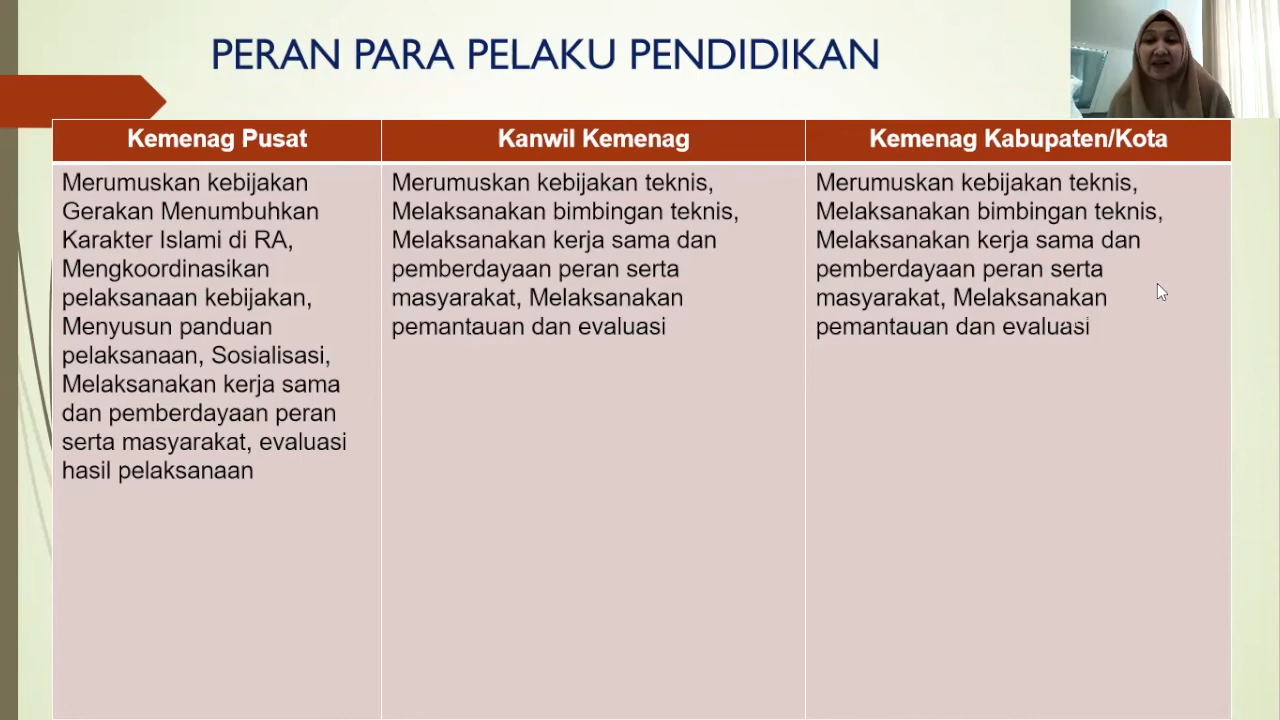 PERAN PARA PELAKU PENDIDIKAN
Kemenag Pusat
Merumuskan kebijakan
Gerakan Menumbuhkan
Karakter Islami di RA,
Mengkoordinasikan
pelaksanaan kebijakan,
Menyusun panduan
pelaksanaan, Sosialisasi,
Melaksanakan kerja sama
dan pemberdayaan peran
serta masyarakat, evaluasi
hasil pelaksanaan
Kanwil Kemenag
Merumuskan kebijakan teknis,
Melaksanakan bimbingan teknis,
Melaksanakan kerja sama dan
pemberdayaan peran serta
masyarakat, Melaksanakan
pemantauan dan evaluasi
Kemenag Kabupaten/Kota
Merumuskan kebijakan teknis,
Melaksanakan bimbingan teknis,
Melaksanakan kerja sama dan
pemberdayaan peran serta
masyarakat, Melaksanakan
pemantauan dan evaluasi